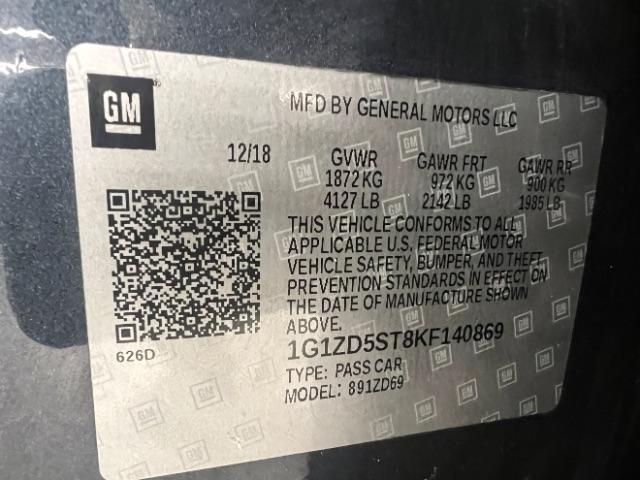 GM
MFD BY GENERAL MOTORS LLC
12/18
GVWR GAWR FRT GAWR RR
1872 KG 972 KG 900 KG
4127 LB 2142 LB 1985 LB
THIS VEHICLE CONFORMS TO ALL
APPLICABLE U.S. FEDERAL MOTOR
VEHICLE SAFETY, BUMPER, AND THEFT
PREVENTION STANDARDS IN EFFECT ON
THE DATE OF MANUFACTURE SHOWN
ABOVE.
626D
1G1ZD5ST8KF140869
TYPE: PASS CAR
MODEL: 891ZD69